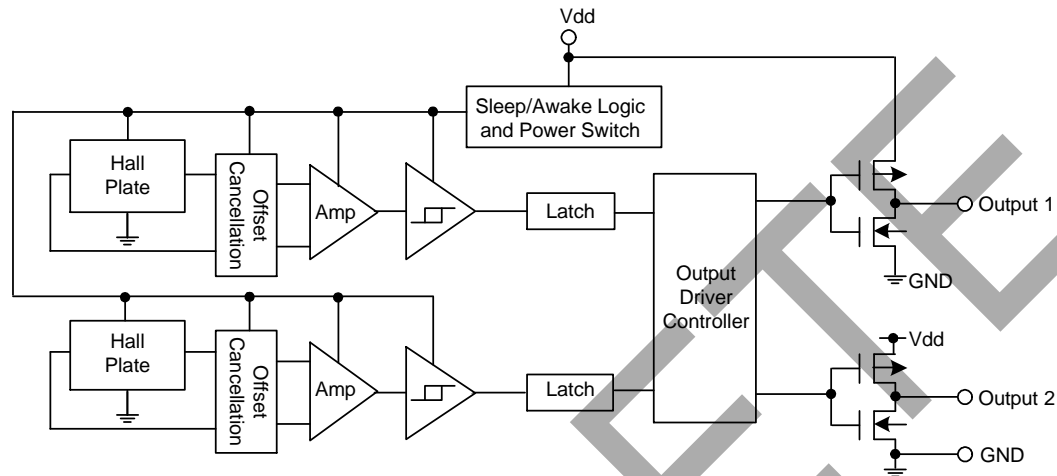 Vdd
Sleep/Awake Logic
and Power Switch
Hall
Plate
Offset
Cancellation
Amp
Latch
Output
Driver
Controller
Output 1
GND
Hall
Plate
Offset
Cancellation
Amp
Latch
Vdd
Output 2
GND